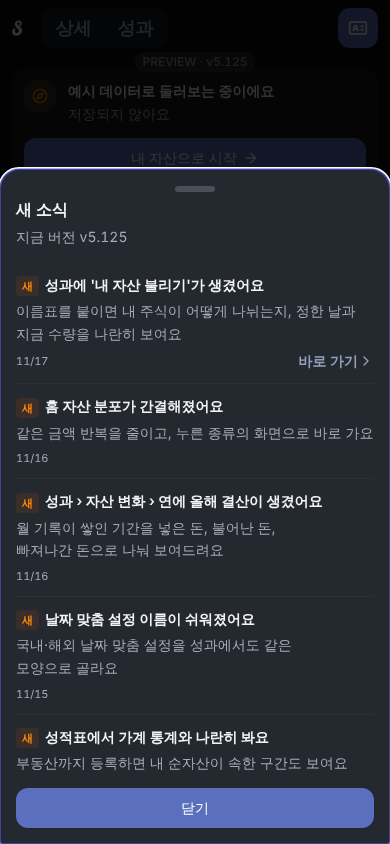 S 상세 성과
PREVIEW · v5.125
예시 데이터로 둘러보는 중이에요
저장되지 않아요
내 자산으로 시작 →
새 소식
지금 버전 v5.125
새 성과에 '내 자산 불리기'가 생겼어요
이름표를 붙이면 내 주식이 어떻게 나뉘는지, 정한 날과
지금 수량을 나란히 보여요
11/17 바로 가기 >
새 홈 자산 분포가 간결해졌어요
같은 금액 반복을 줄이고, 누른 종류의 화면으로 바로 가요
11/16
새 성과 › 자산 변화 › 연에 올해 결산이 생겼어요
월 기록이 쌓인 기간을 넣은 돈, 불어난 돈,
빠져나간 돈으로 나눠 보여드려요
11/16
새 날짜 맞춤 설정 이름이 쉬워졌어요
국내·해외 날짜 맞춤 설정을 성과에서도 같은
모양으로 골라요
11/15
새 성적표에서 가계 통계와 나란히 봐요
부동산까지 등록하면 내 순자산이 속한 구간도 보여요
닫기